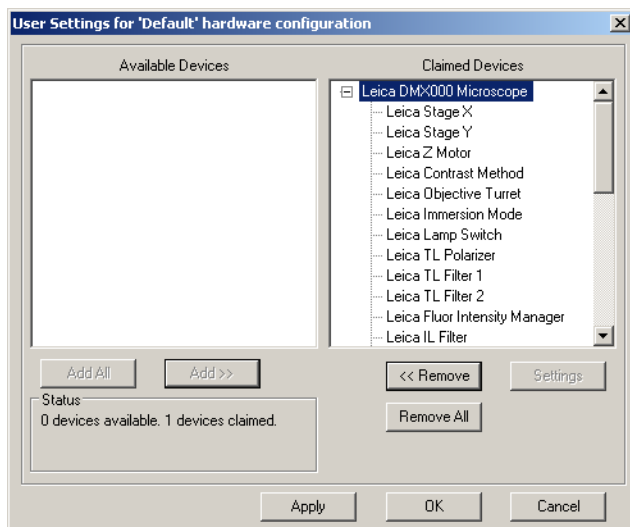 User Settings for 'Default' hardware configuration
Available Devices
Claimed Devices
Leica DMX000 Microscope
Leica Stage X
Leica Stage Y
Leica Z Motor
Leica Contrast Method
Leica Objective Turret
Leica Immersion Mode
Leica Lamp Switch
Leica TL Polarizer
Leica TL Filter 1
Leica TL Filter 2
Leica Fluor Intensity Manager
Leica IL Filter
Add All
Add >>
<< Remove
Settings
Remove All
Status
0 devices available. 1 devices claimed.
Apply
OK
Cancel